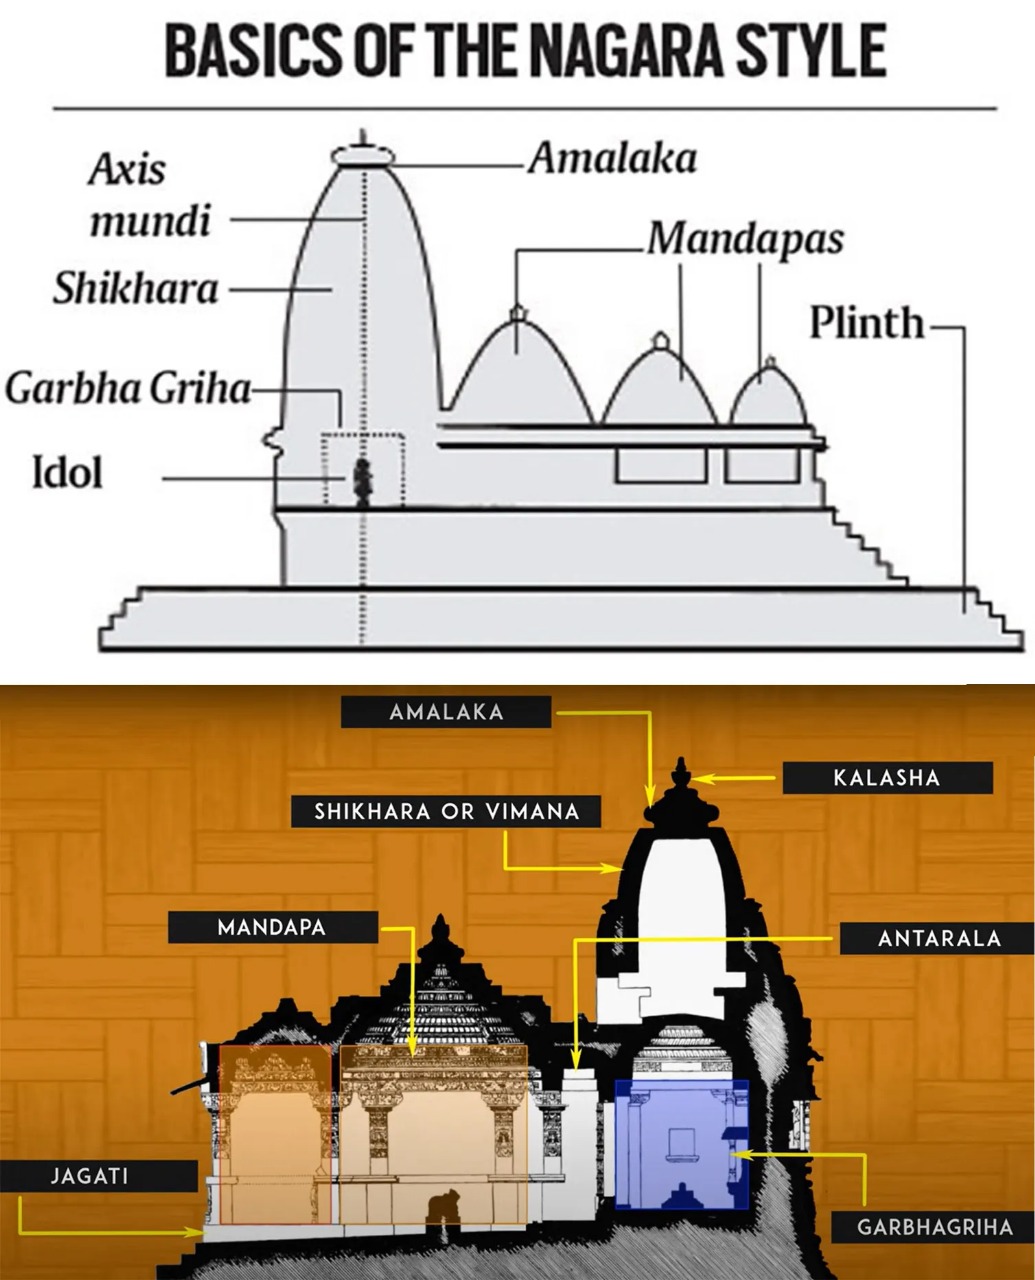 BASICS OF THE NAGARA STYLE
Axis
mundi
Amalaka
Mandapas
Shikhara
Plinth
Garbha Griha
Idol
AMALAKA
KALASHA
SHIKHARA OR VIMANA
MANDAPA
ANTARALA
JAGATI
GARBHAGRIHA